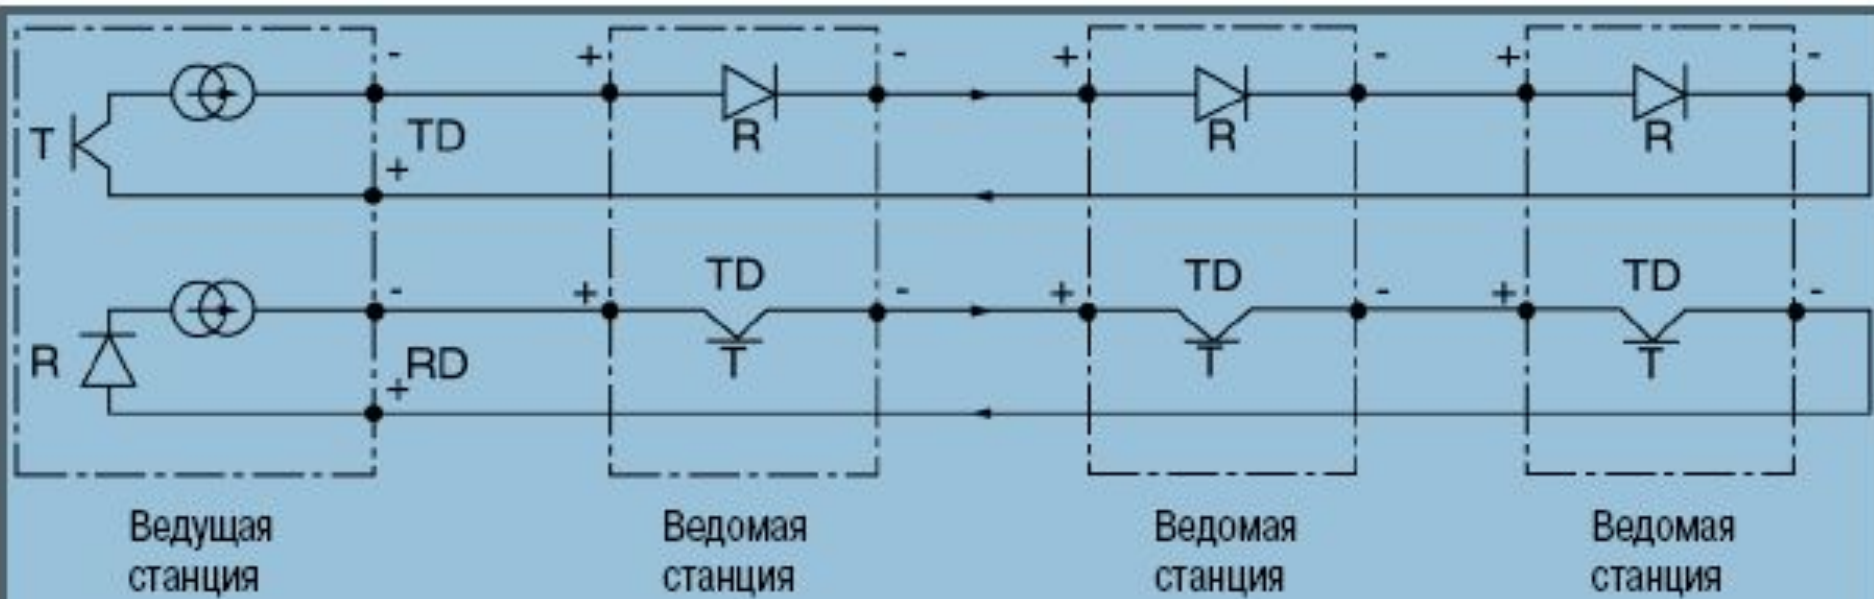 - + - + - + -
T TD R R R
+
- + TD - + TD - + TD -
R RD T T T
+
Ведущая станция
Ведомая станция
Ведомая станция
Ведомая станция